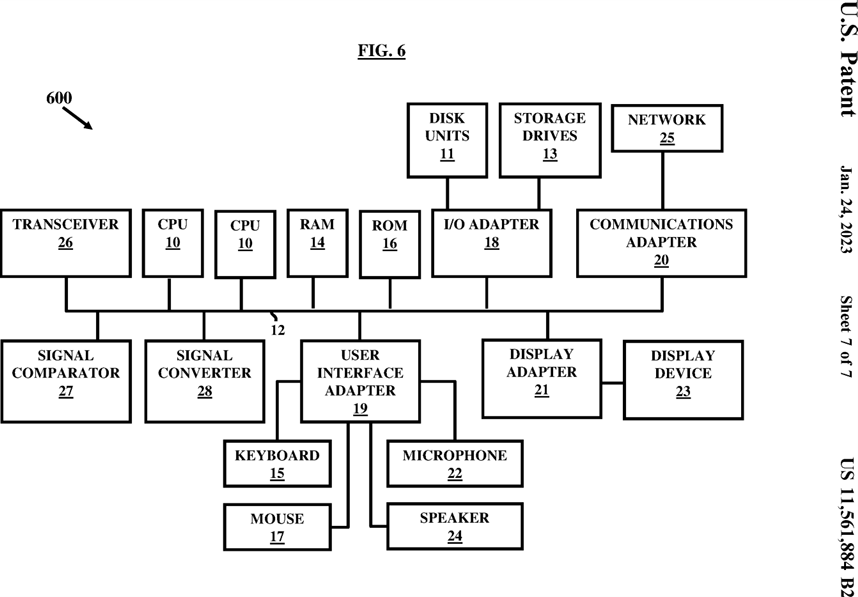 U.S. Patent
Jan. 24, 2023
Sheet 7 of 7
US 11,561,884 B2
FIG. 6
600
DISK
UNITS
11
STORAGE
DRIVES
13
NETWORK
25
TRANSCEIVER
26
CPU
10
CPU
10
RAM
14
ROM
16
I/O ADAPTER
18
COMMUNICATIONS
ADAPTER
20
12
SIGNAL
COMPARATOR
27
SIGNAL
CONVERTER
28
USER
INTERFACE
ADAPTER
19
DISPLAY
ADAPTER
21
DISPLAY
DEVICE
23
KEYBOARD
15
MICROPHONE
22
MOUSE
17
SPEAKER
24